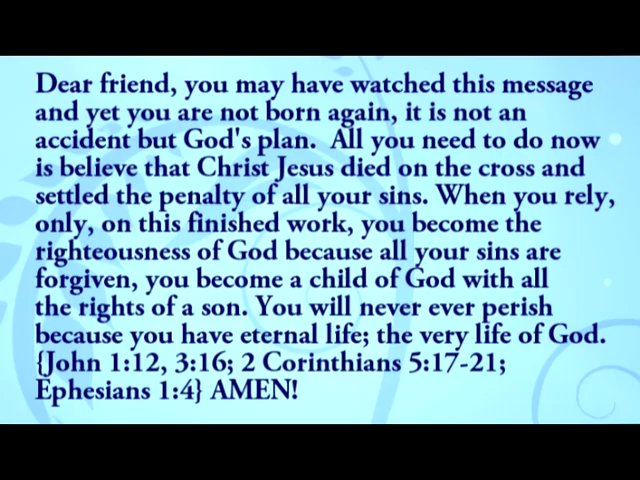 Dear friend, you may have watched this message
and yet you are not born again, it is not an
accident but God's plan.  All you need to do now
is believe that Christ Jesus died on the cross and
settled the penalty of all your sins. When you rely,
only, on this finished work, you become the
righteousness of God because all your sins are
forgiven, you become a child of God with all
the rights of a son. You will never ever perish
because you have eternal life; the very life of God.
{John 1:12, 3:16; 2 Corinthians 5:17-21;
Ephesians 1:4} AMEN!